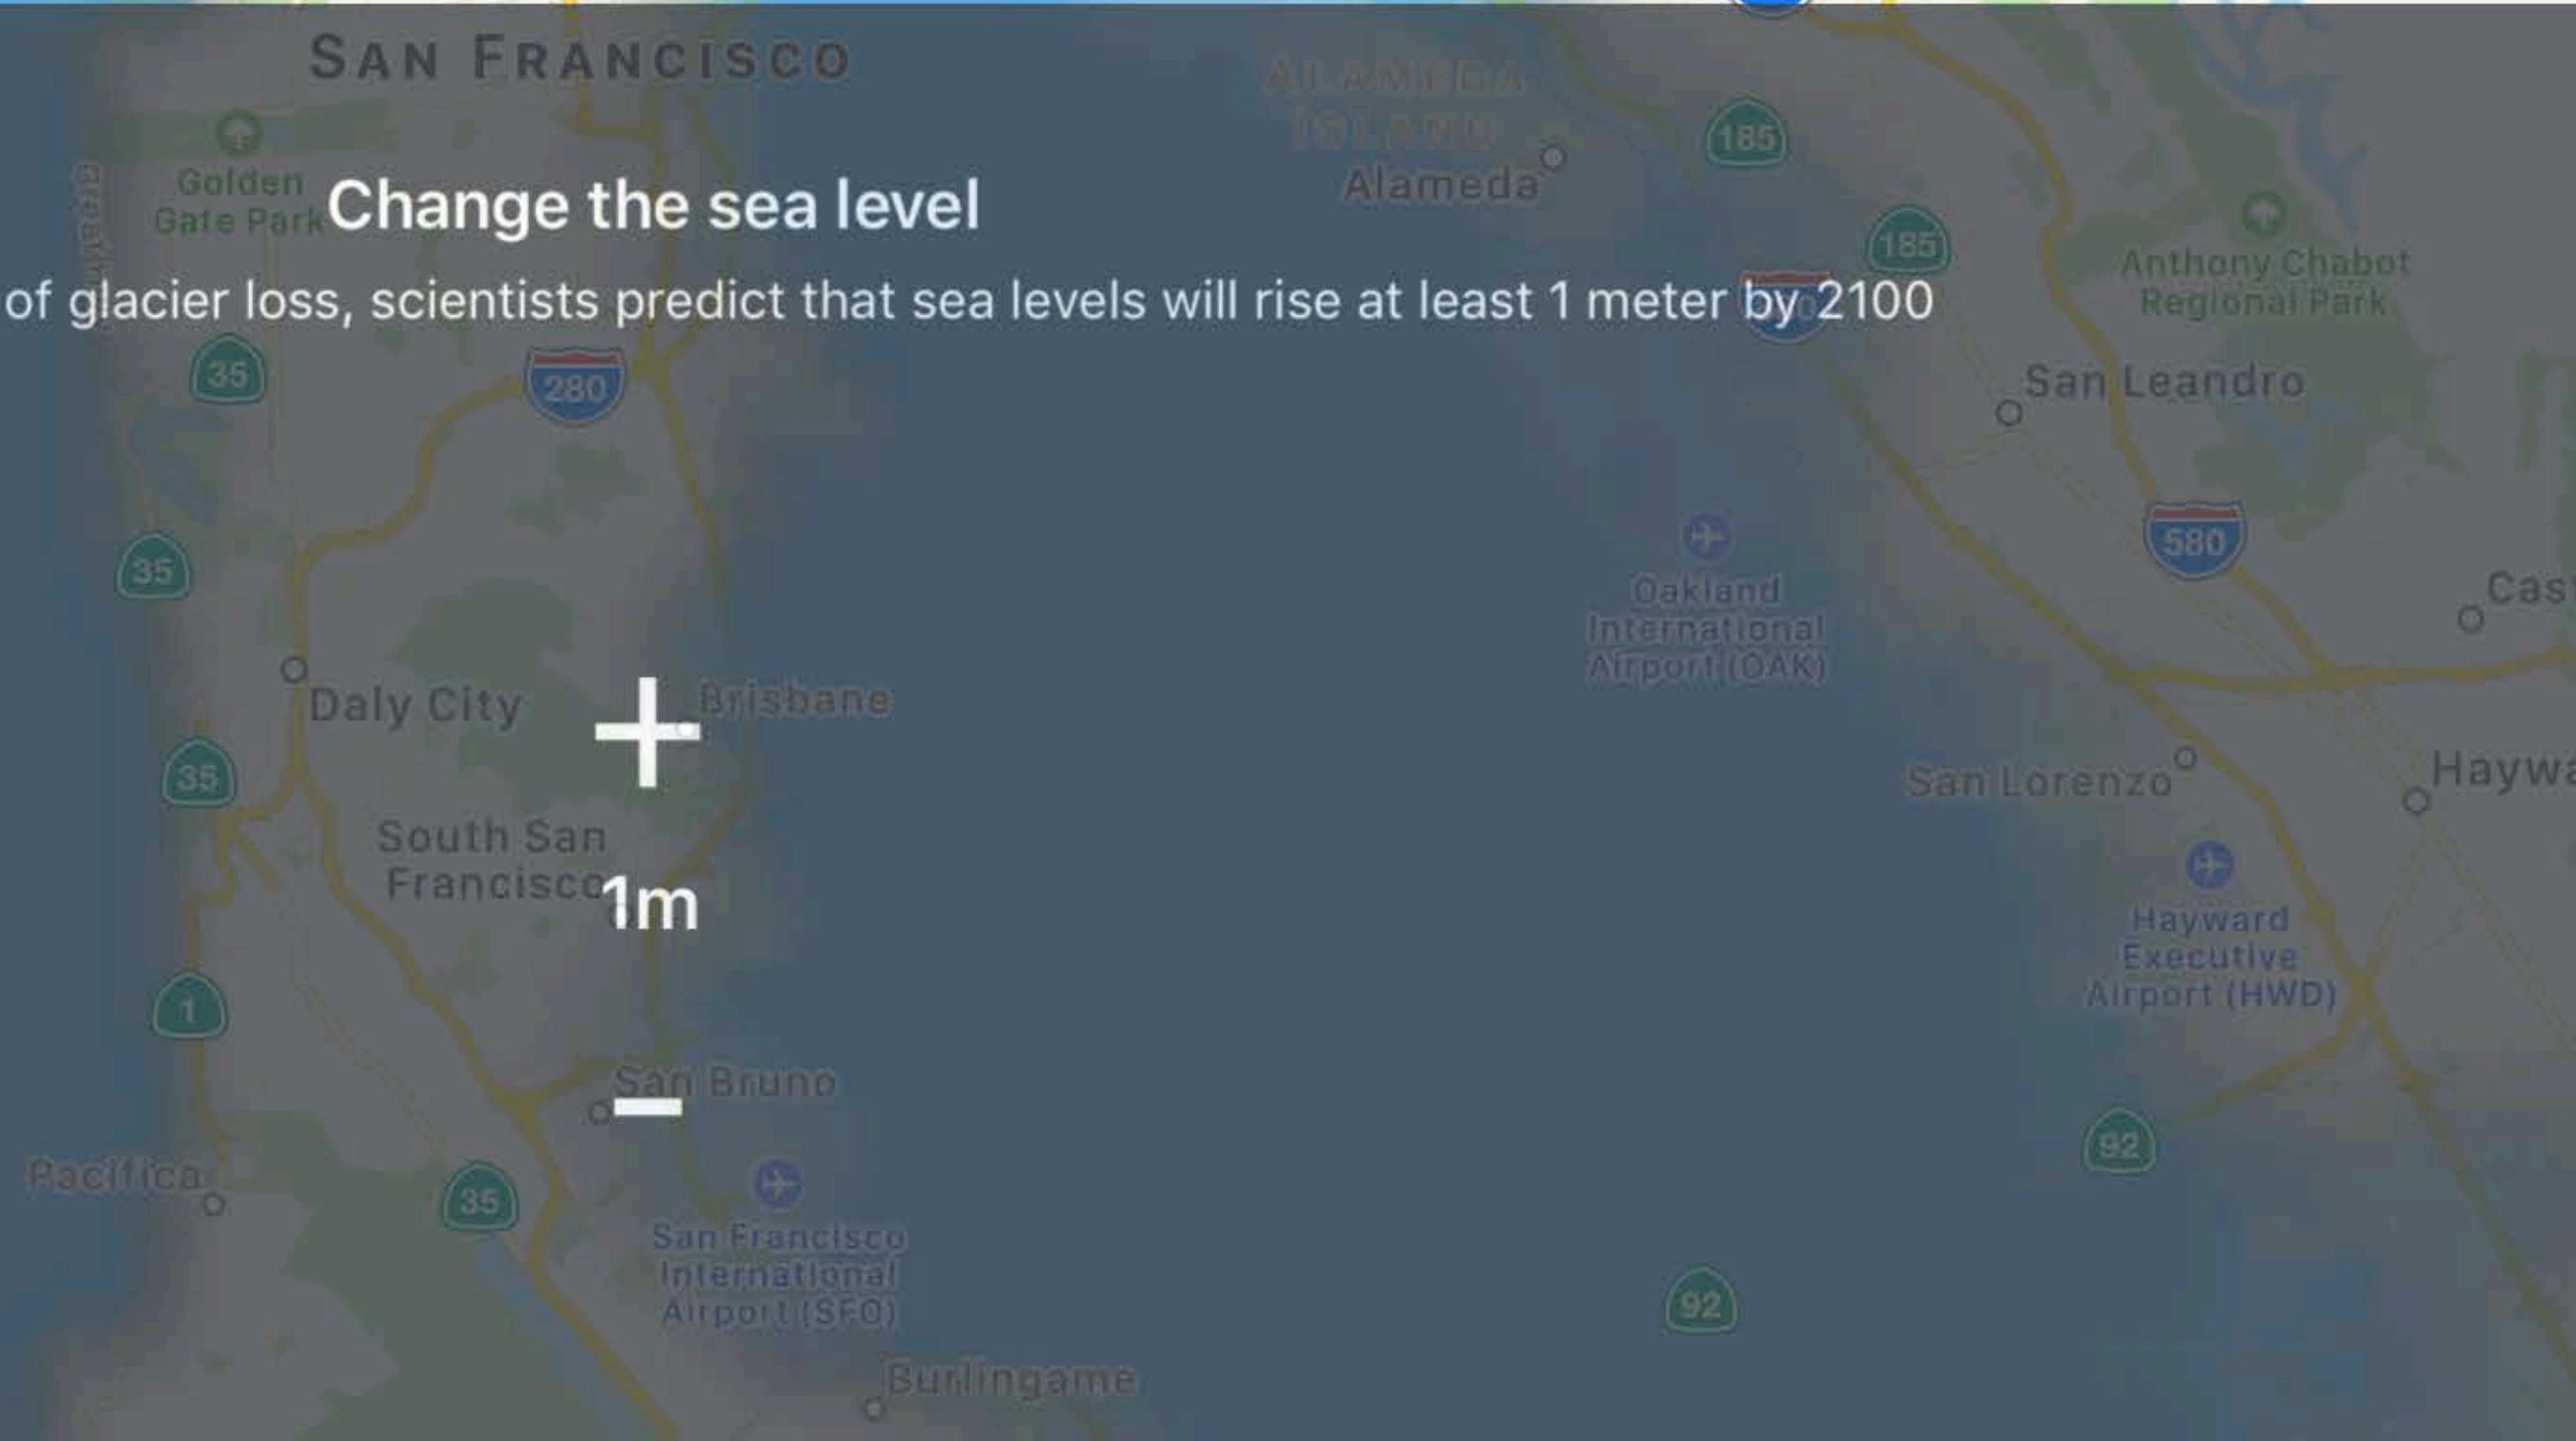 SAN FRANCISCO
ALAMEDA
ISLAND
Alameda
185
Golden
Gate Park
Change the sea level
185
Anthony Chabot
Regional Park
of glacier loss, scientists predict that sea levels will rise at least 1 meter by 2100
35
280
San Leandro
35
580
Oakland
International
Airport (OAK)
Daly City
Brisbane
+
35
San Lorenzo
South San
Francisco
1m
Hayward
Executive
Airport (HWD)
1
San Bruno
−
92
Pacifica
35
San Francisco
International
Airport (SFO)
92
Burlingame